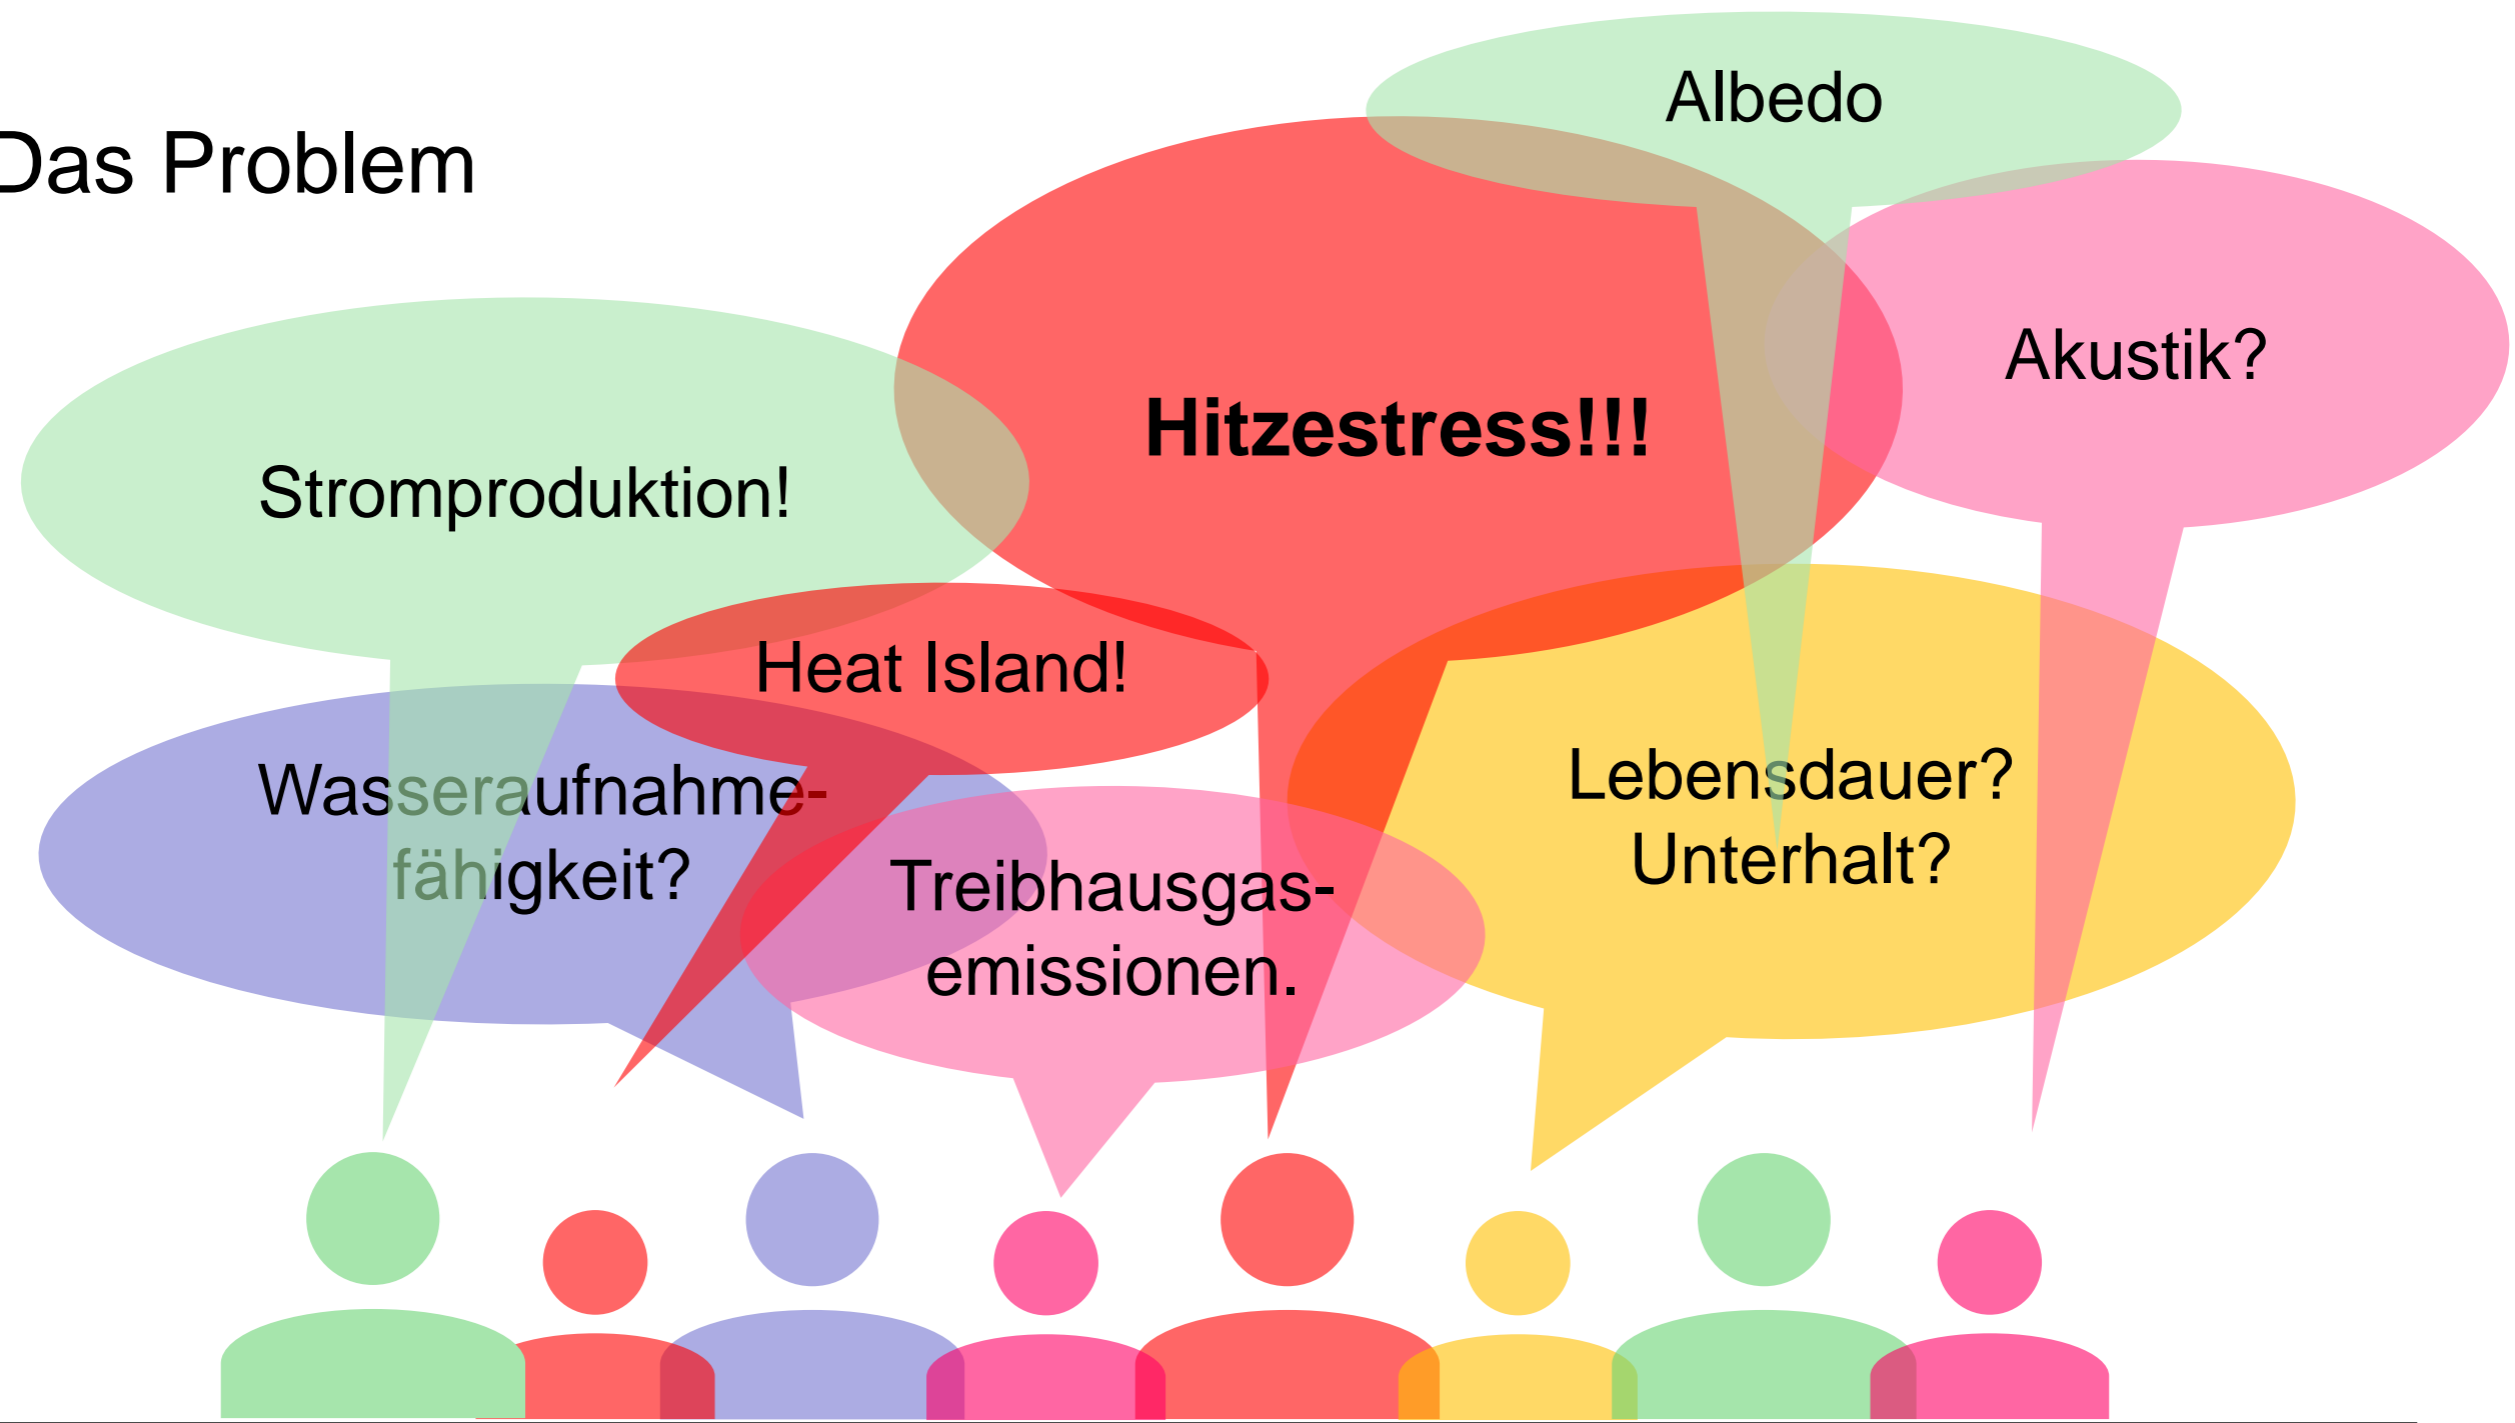 Das Problem
Albedo
Akustik?
Hitzestress!!!
Stromproduktion!
Heat Island!
Wasseraufnahme-
fähigkeit?
Lebensdauer?
Unterhalt?
Treibhausgas-
emissionen.